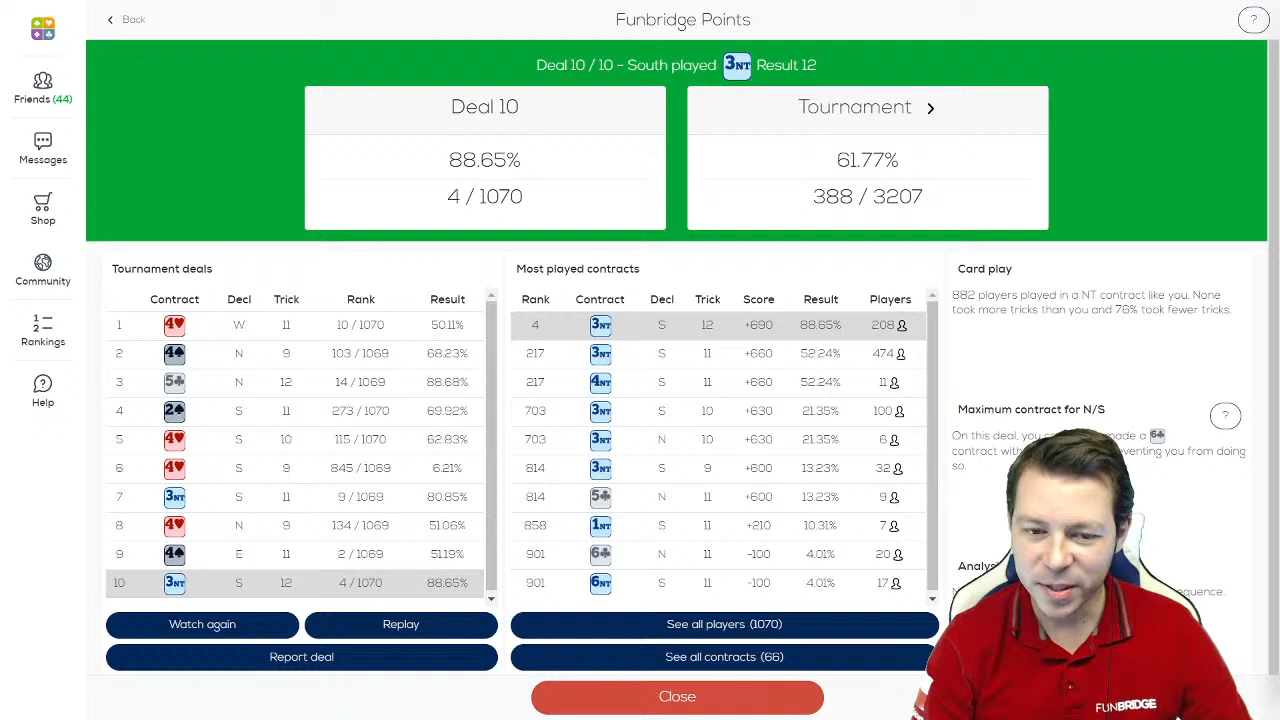 Back
Funbridge Points
?
Deal 10 / 10 - South played 3NT Result 12
Friends (44)
Messages
Shop
Community
1
2
Rankings
Help
Deal 10
88.65%
4 / 1070
Tournament
61.77%
388 / 3207
Tournament deals
Contract Decl Trick Rank Result
1 4♥ W 11 10 / 1070 50.11%
2 4♠ N 9 / 1069 68.23%
3 5♣ N 12 14 / 1069 88.68%
4 2♠ S 11 273 / 1070 69.92%
5 4♥ S 10 115 / 1070 62.83%
6 4♥ S 9 / 1069 6.21%
7 3NT S 11 9 / 1069 80.85%
8 4♥ N 9 134 / 1069 51.06%
9 4♠ E 11 2 / 1069 51.19%
10 3NT S 12 4 / 1070 88.65%
Watch again
Replay
Report deal
Most played contracts
Rank Contract Decl Trick Score Result Players
4 3NT S 12 +690 88.65% 208
217 3NT S 11 +660 52.24% 474
217 4NT S 11 +660 52.24% 11
703 3NT S 10 +630 21.35% 100
703 3NT N 10 +630 21.35% 6
814 3NT S 9 +600 13.23% 32
814 5♣ N 11 +600 13.23% 9
858 1NT S 11 +210 10.31% 7
901 6♣ N 11 -100 4.01% 20
901 6NT S 11 -100 4.01% 17
See all players (1070)
See all contracts (66)
Card play
882 players played in a NT contract like you. None
took more tricks than you and 76% took fewer tricks.
Maximum contract for N/S
?
On this deal, you made a 6♣
contract eventing you from doing
so.
Analys
equence.
Close
FUNBRIDGE